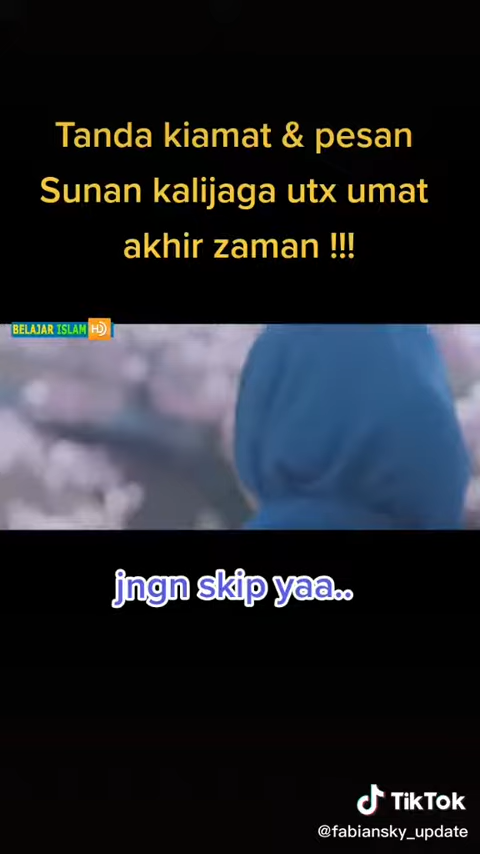 Tanda kiamat & pesan
Sunan kalijaga utx umat
akhir zaman !!!
BELAJAR ISLAM HD
jngn skip yaa..
TikTok
@fabiansky_update